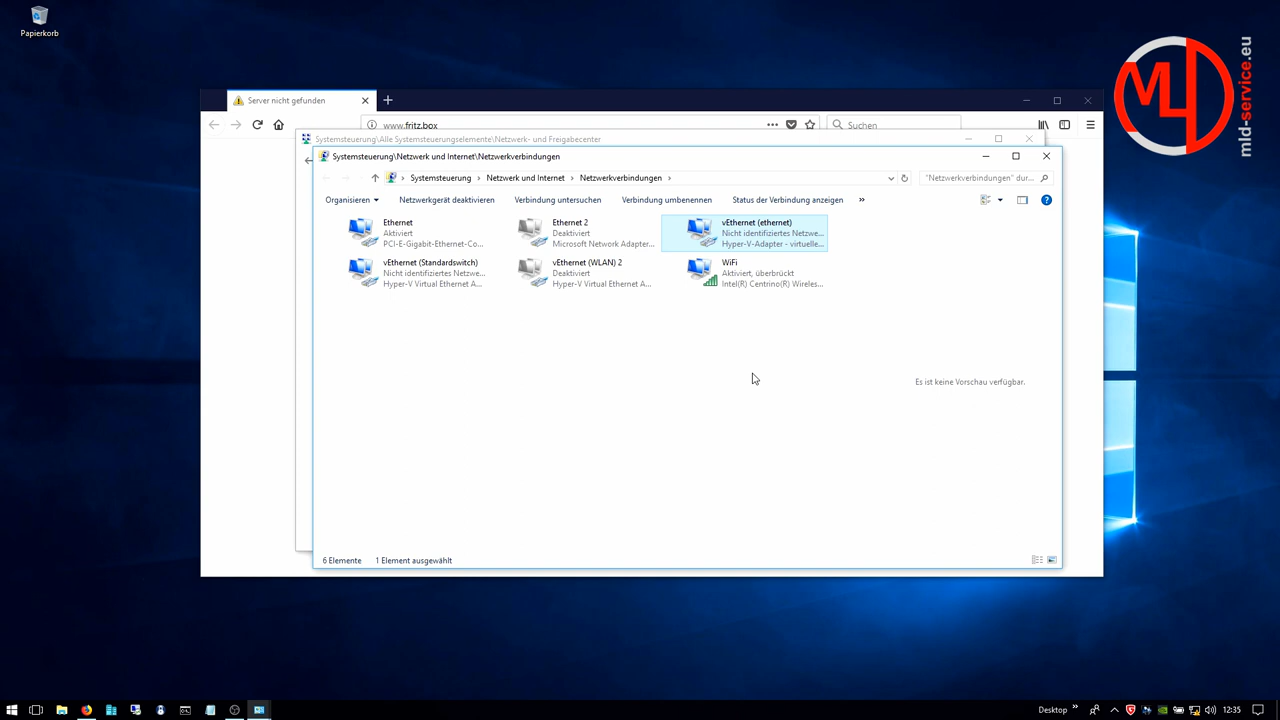 Papierkorb
mld-service.eu
Server nicht gefunden
www.fritz.box
Suchen
Systemsteuerung\Alle Systemsteuerungselemente\Netzwerk- und Freigabecenter
Systemsteuerung\Netzwerk und Internet\Netzwerkverbindungen
Systemsteuerung › Netzwerk und Internet › Netzwerkverbindungen ›
"Netzwerkverbindungen" dur...
Organisieren
Netzwerkgerät deaktivieren
Verbindung untersuchen
Verbindung umbenennen
Status der Verbindung anzeigen
»
Ethernet
Aktiviert
PCI-E-Gigabit-Ethernet-Co...
Ethernet 2
Deaktiviert
Microsoft Network Adapter...
vEthernet (ethernet)
Nicht identifiziertes Netzwe...
Hyper-V-Adapter - virtuelle...
vEthernet (Standardswitch)
Nicht identifiziertes Netzwe...
Hyper-V Virtual Ethernet A...
vEthernet (WLAN) 2
Deaktiviert
Hyper-V Virtual Ethernet A...
WiFi
Aktiviert, überbrückt
Intel(R) Centrino(R) Wireles...
Es ist keine Vorschau verfügbar.
6 Elemente
1 Element ausgewählt
Desktop »
12:35